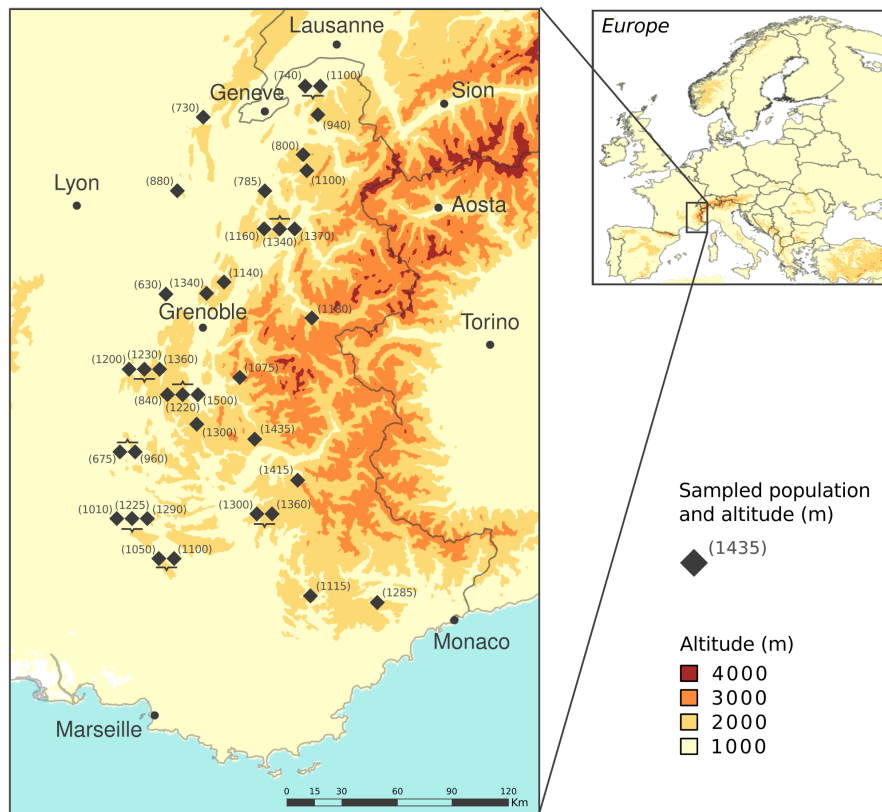 Lausanne
Europe
(740)
(1100)
Geneve
Sion
(730)
(940)
(800)
(1100)
(880)
(785)
Lyon
Aosta
(1160)
(1340)
(1370)
(1140)
(630)
(1340)
Grenoble
(1180)
Torino
(1200)
(1230)
(1360)
(1075)
(840)
(1220)
(1500)
(1300)
(1435)
(675)
(960)
(1415)
Sampled population
and altitude (m)
(1435)
(1010)
(1225)
(1290)
(1300)
(1360)
(1050)
(1100)
(1115)
(1285)
Monaco
Altitude (m)
4000
3000
2000
1000
Marseille
0 15 30 60 90 120
Km